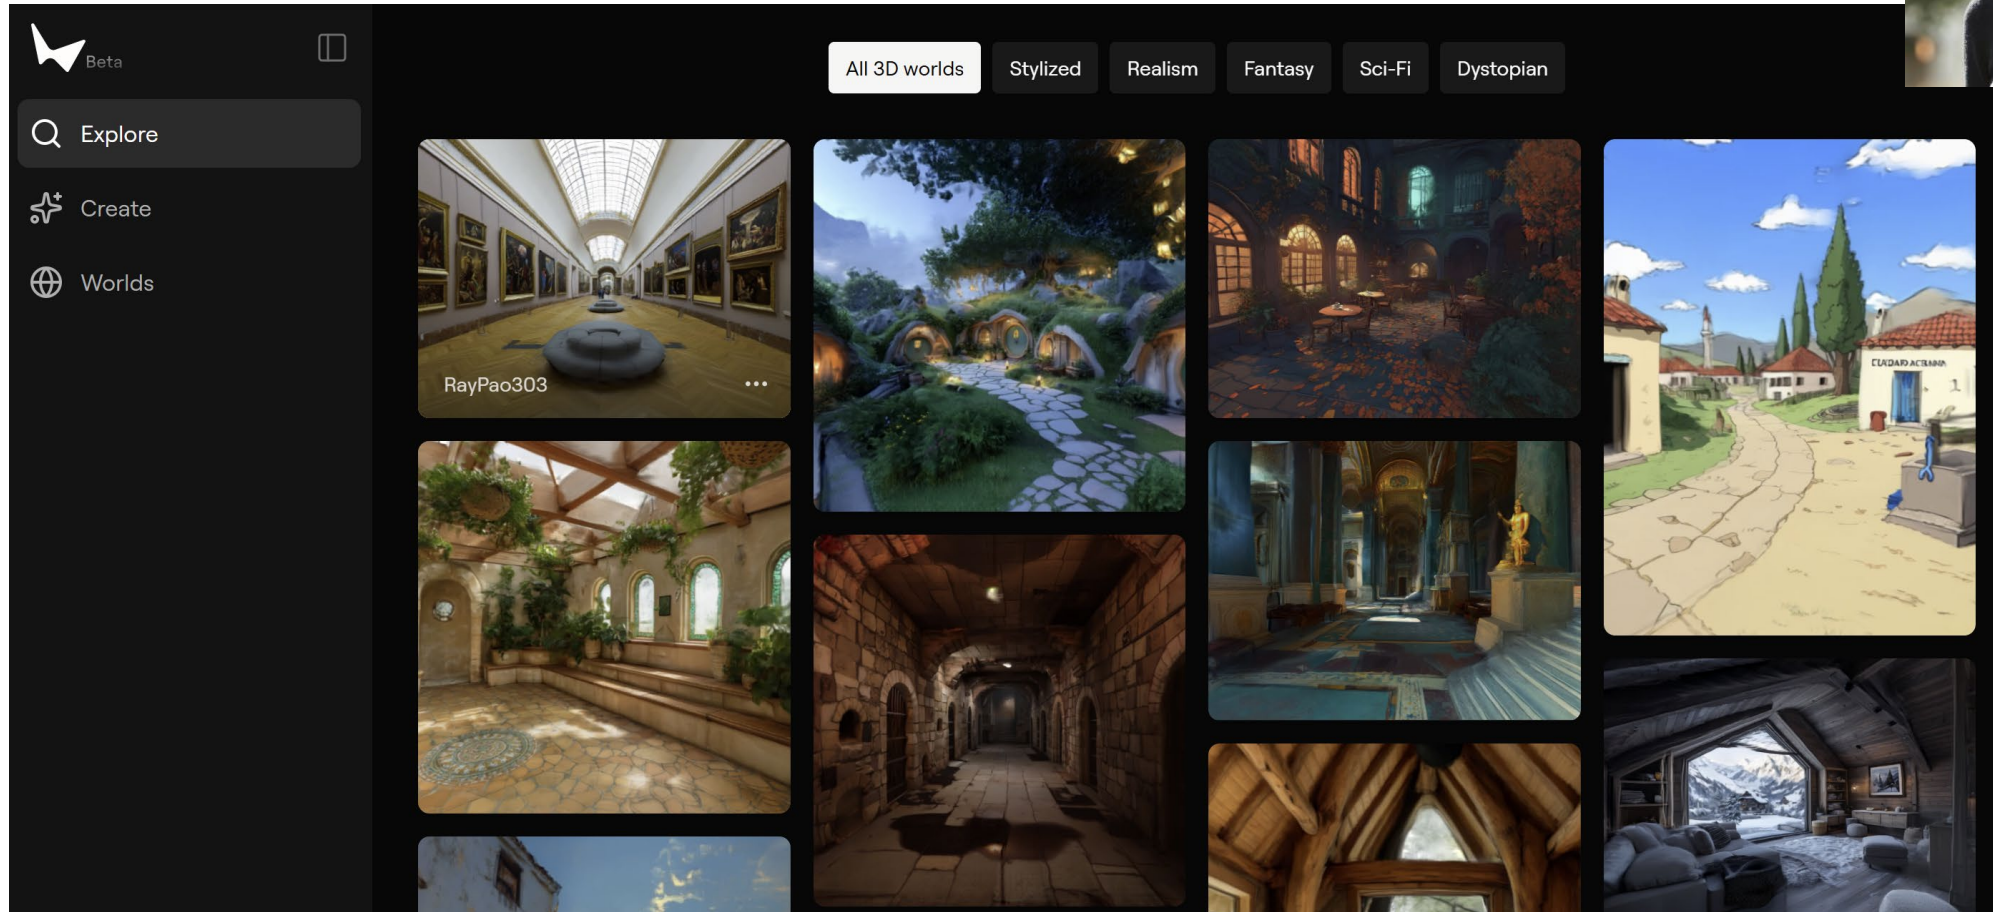 Beta
Explore
Create
Worlds
All 3D worlds
Stylized
Realism
Fantasy
Sci-Fi
Dystopian
RayPao303